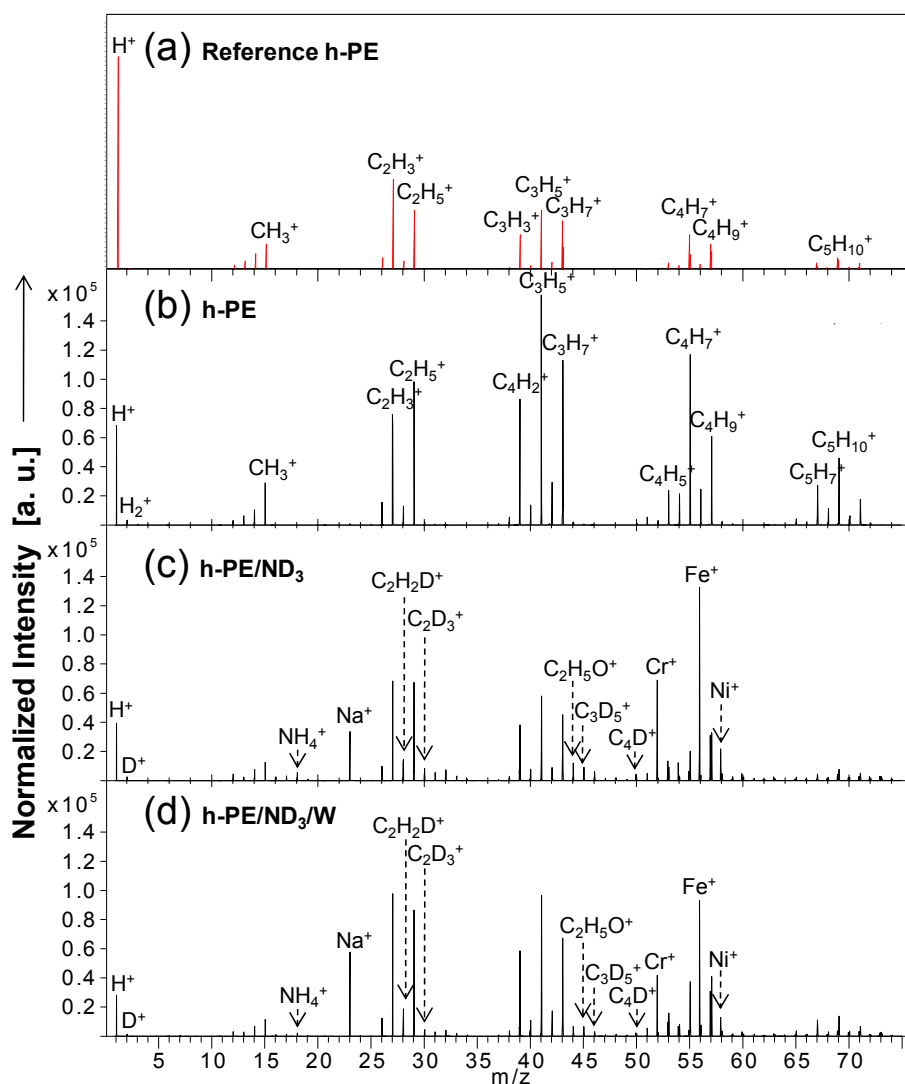 (a) Reference h-PE
H⁺
CH₃⁺
C₂H₃⁺
C₂H₅⁺
C₃H₃⁺
C₃H₅⁺
C₃H₇⁺
C₄H₇⁺
C₄H₉⁺
C₅H₁₀⁺
Normalized Intensity [a. u.]
x10⁵
(b) h-PE
1.4
1.2
1.0
0.8
0.6
0.4
0.2
H⁺
H₂⁺
CH₃⁺
C₂H₃⁺
C₂H₅⁺
C₄H₂⁺
C₃H₅⁺
C₃H₇⁺
C₄H₅⁺
C₄H₇⁺
C₄H₉⁺
C₅H₇⁺
C₅H₁₀⁺
x10⁵
(c) h-PE/ND₃
1.4
1.2
1.0
0.8
0.6
0.4
0.2
H⁺
D⁺
NH₄⁺
Na⁺
C₂H₂D⁺
C₂D₃⁺
C₂H₅O⁺
C₃D₅⁺
C₄D⁺
Cr⁺
Fe⁺
Ni⁺
x10⁵
(d) h-PE/ND₃/W
1.4
1.2
1.0
0.8
0.6
0.4
0.2
H⁺
D⁺
NH₄⁺
Na⁺
C₂H₂D⁺
C₂D₃⁺
C₂H₅O⁺
C₃D₅⁺
C₄D⁺
Cr⁺
Fe⁺
Ni⁺
5 10 15 20 25 30 35 40 45 50 55 60 65 70
m/z